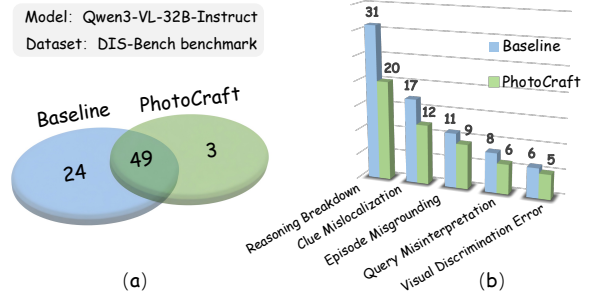 Model: Qwen3-VL-32B-Instruct
Dataset: DIS-Bench benchmark
Baseline
PhotoCraft
24
49
3
(a)
31
20
17
12
11
9
8
6
6
5
Baseline
PhotoCraft
Reasoning Breakdown
Clue Mislocalization
Episode Misgrounding
Query Misinterpretation
Visual Discrimination Error
(b)